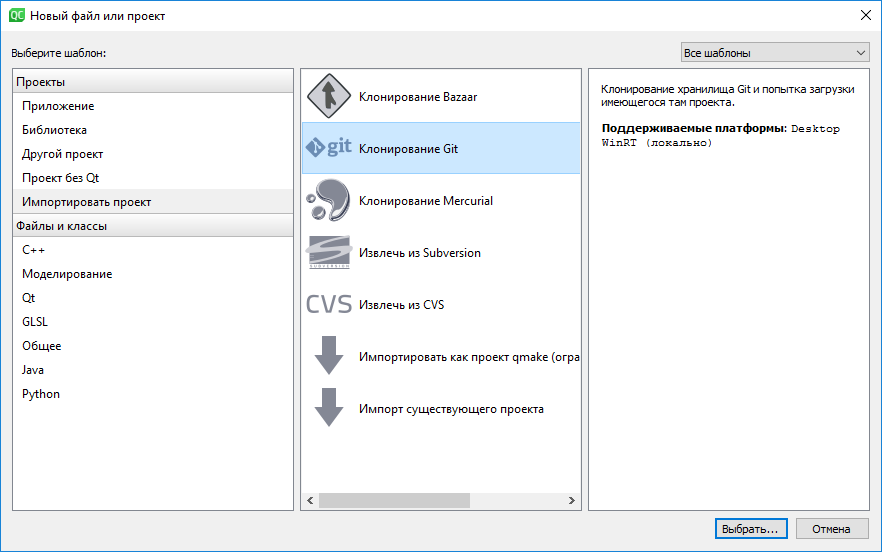 QC Новый файл или проект
Выберите шаблон:
Все шаблоны
Проекты
Приложение
Библиотека
Другой проект
Проект без Qt
Импортировать проект
Файлы и классы
C++
Моделирование
Qt
GLSL
Общее
Java
Python
Клонирование Bazaar
git Клонирование Git
Клонирование Mercurial
SUBVERSION Извлечь из Subversion
CVS Извлечь из CVS
Импортировать как проект qmake (огра
Импорт существующего проекта
Клонирование хранилища Git и попытка загрузки
имеющегося там проекта.
Поддерживаемые платформы: Desktop
WinRT (локально)
Выбрать...
Отмена